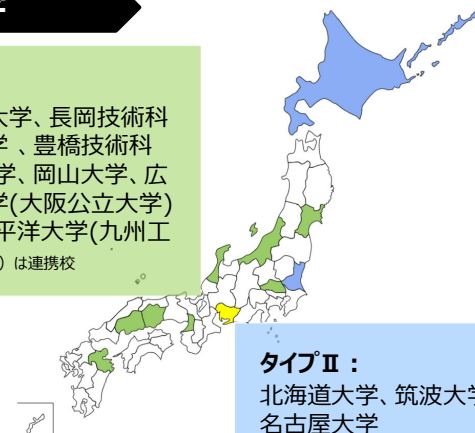 大学、長岡技術科
学 、豊橋技術科
学、岡山大学、広
学(大阪公立大学)
平洋大学(九州工
）は連携校
タイプⅡ：
北海道大学、筑波大学
名古屋大学